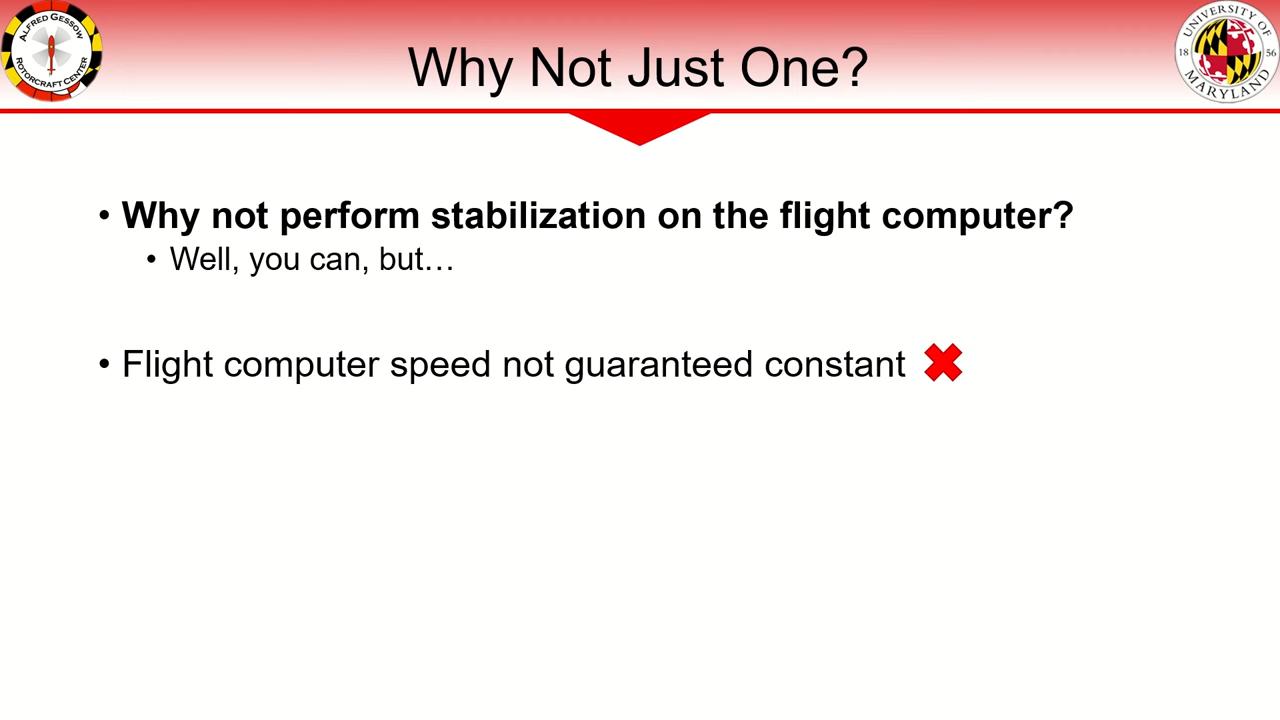 ALFRED GESSOW
ROTORCRAFT CENTER
Why Not Just One?
UNIVERSITY OF
18 56
MARYLAND
• Why not perform stabilization on the flight computer?
• Well, you can, but…
• Flight computer speed not guaranteed constant